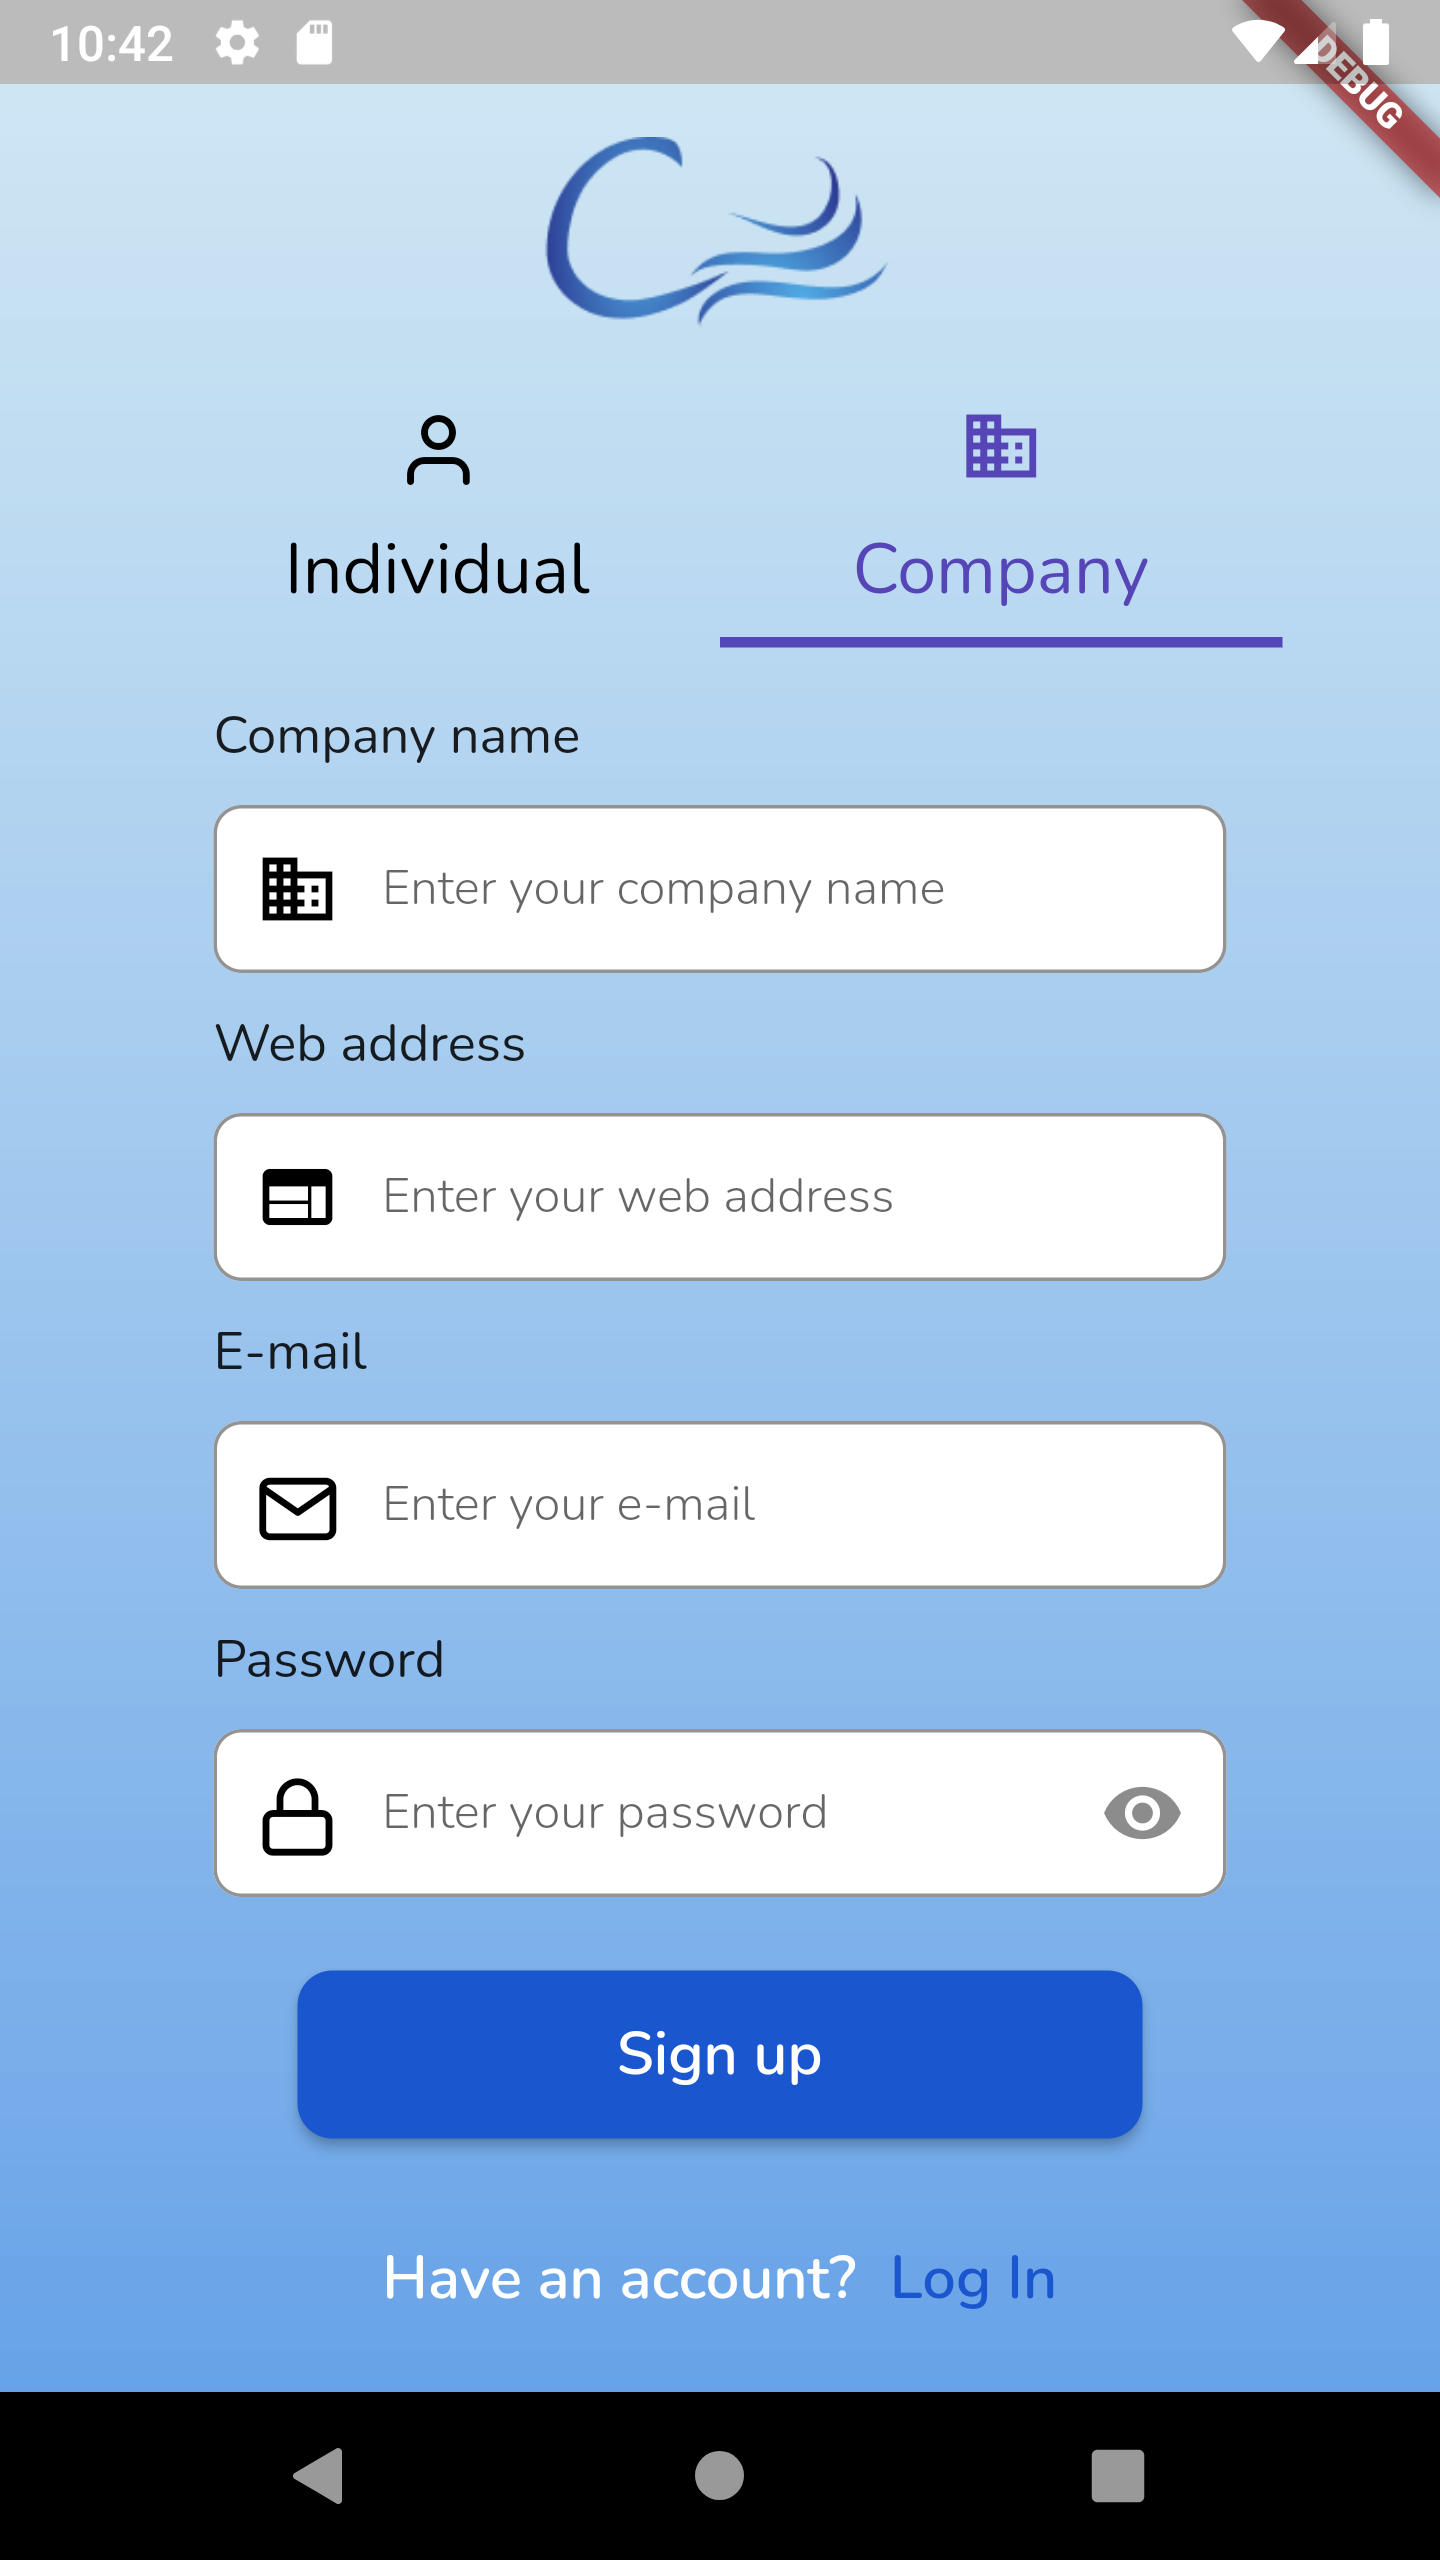 10:42
DEBUG
Individual
Company
Company name
Enter your company name
Web address
Enter your web address
E-mail
Enter your e-mail
Password
Enter your password
Sign up
Have an account? Log In